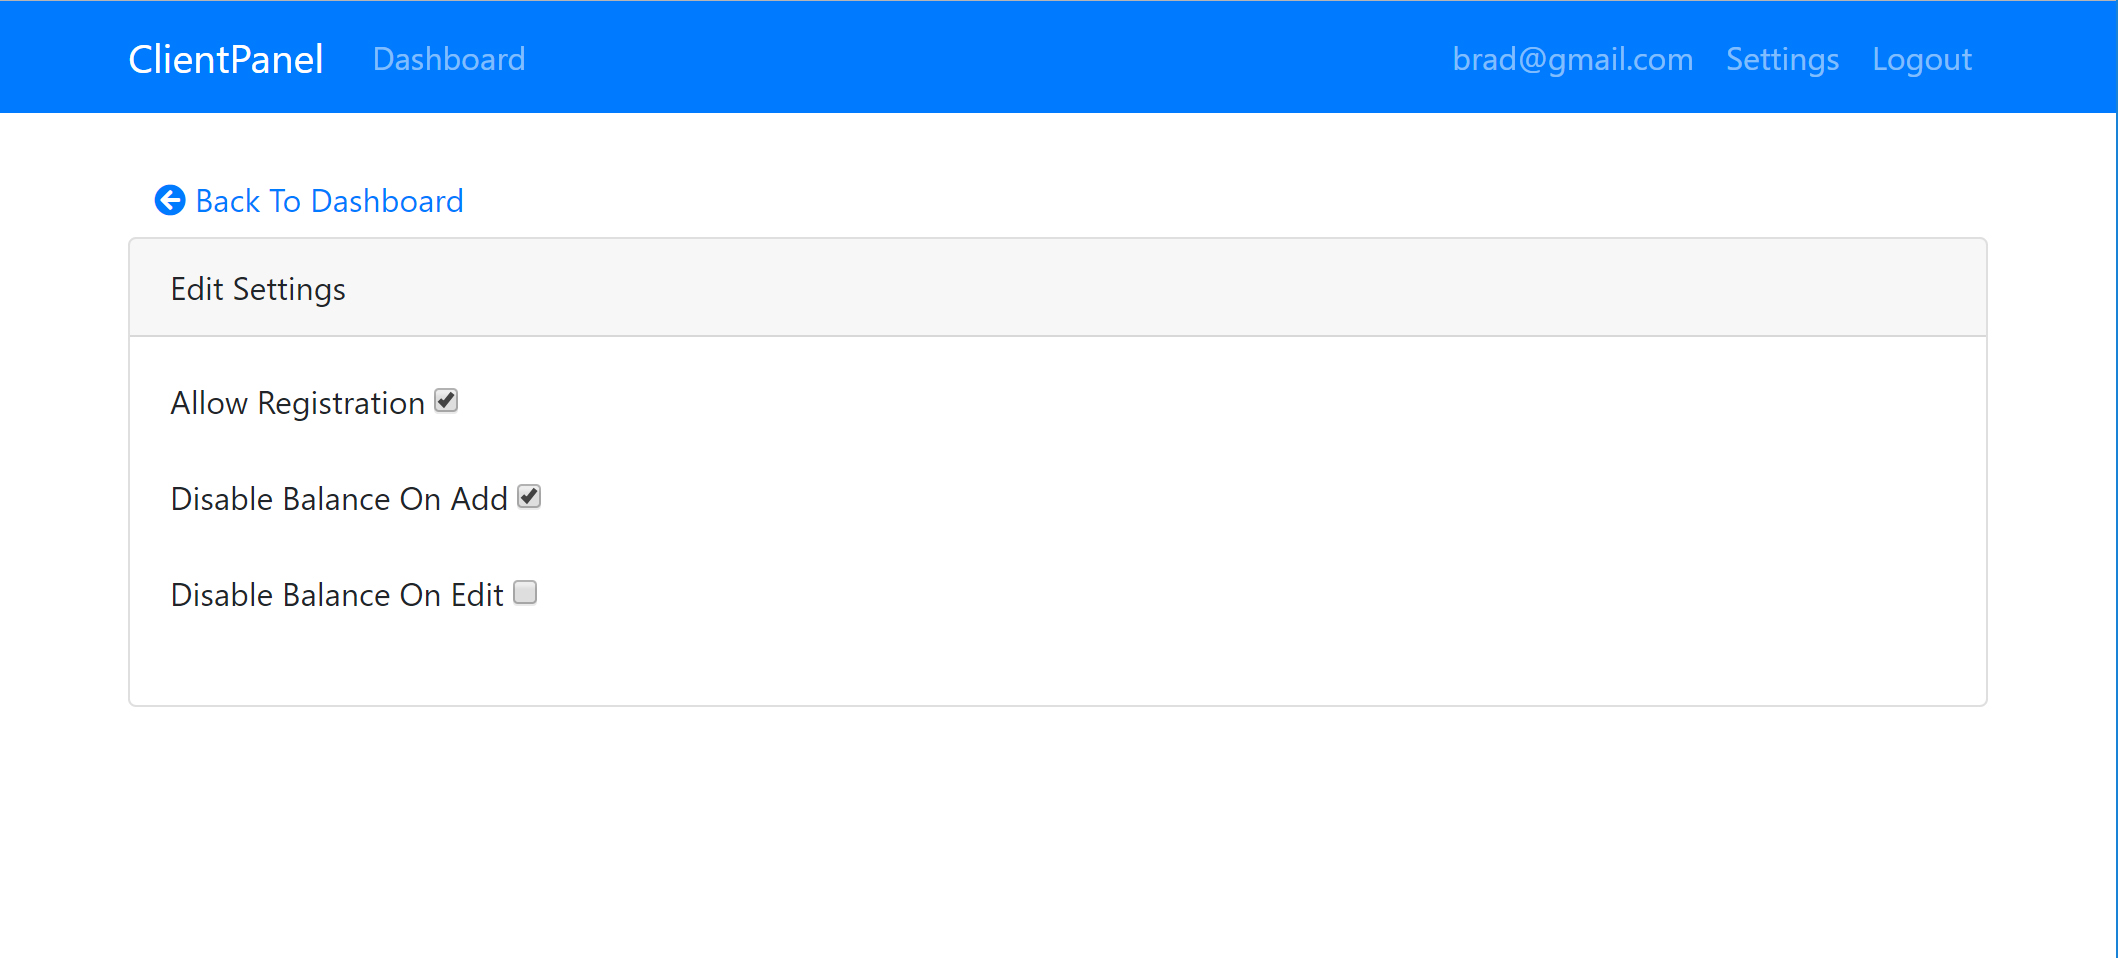 ClientPanel Dashboard brad@gmail.com Settings Logout
Back To Dashboard
Edit Settings
Allow Registration
Disable Balance On Add
Disable Balance On Edit